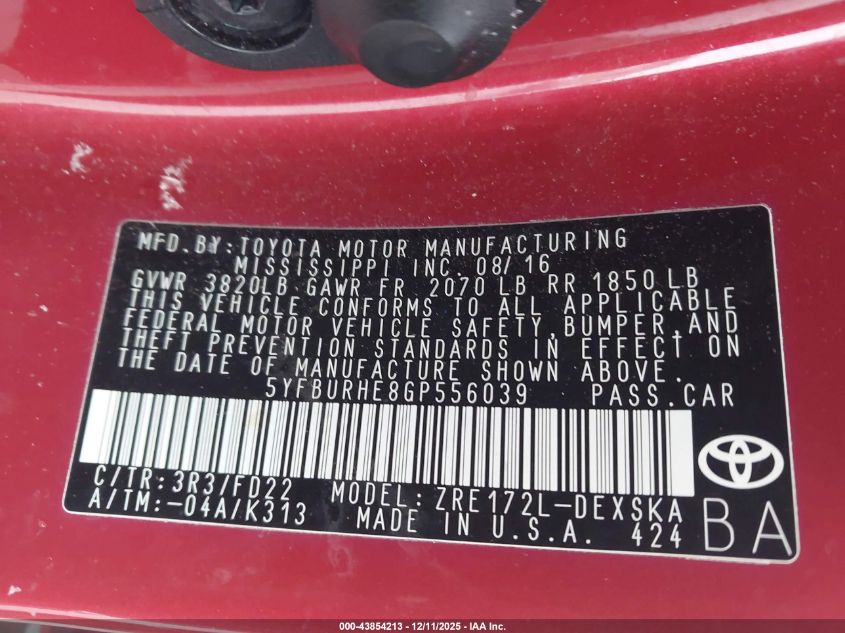 MFD. BY: TOYOTA MOTOR MANUFACTURING
MISSISSIPPI INC. 08/16
GVWR 3820LB GAWR FR 2070 LB RR 1850 LB
THIS VEHICLE CONFORMS TO ALL APPLICABLE
FEDERAL MOTOR VEHICLE SAFETY, BUMPER, AND
THEFT PREVENTION STANDARDS IN EFFECT ON
THE DATE OF MANUFACTURE SHOWN ABOVE.
5YFBURHE8GP556039 PASS. CAR
C/TR: 3R3/FD22 MODEL: ZRE172L-DEXSKA
A/TM: -04A/K313 MADE IN U.S.A. 424
BA
000-43854213 - 12/11/2025 - IAA Inc.